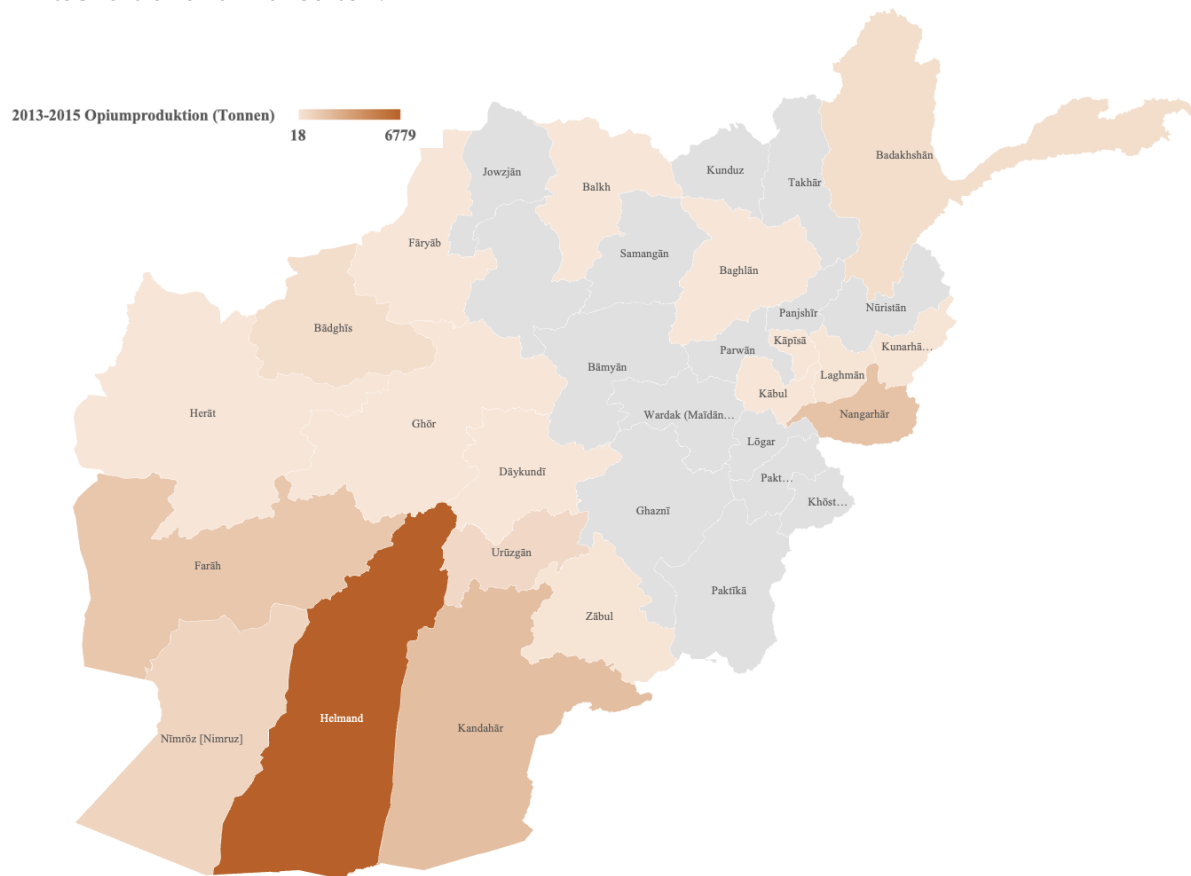 2013-2015 Opiumproduktion (Tonnen)
18 6779
Jowzjān
Balkh
Kunduz
Takhār
Badakhshān
Fāryāb
Samangān
Baghlān
Bādghīs
Panjshīr
Nūristān
Kāpīsā
Kunarhā…
Parwān
Bāmyān
Laghmān
Kābul
Herāt
Ghōr
Wardak (Maīdān…
Nangarhār
Lōgar
Dāykundī
Pakt…
Khōst…
Ghaznī
Urūzgān
Farāh
Paktīkā
Zābul
Helmand
Kandahār
Nīmrōz [Nimruz]